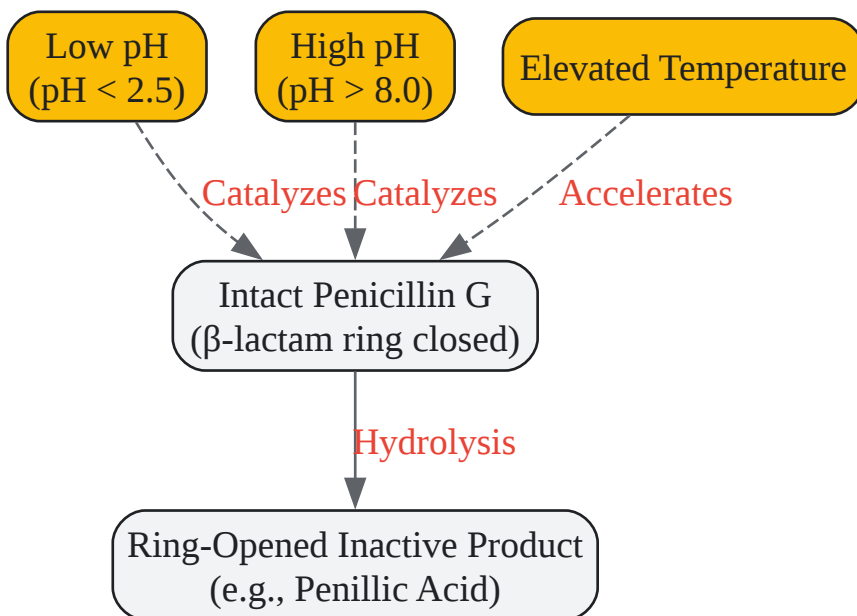 Low pH
(pH < 2.5)
High pH
(pH > 8.0)
Elevated Temperature
Catalyzes
Catalyzes
Accelerates
Intact Penicillin G
(β-lactam ring closed)
Hydrolysis
Ring-Opened Inactive Product
(e.g., Penillic Acid)